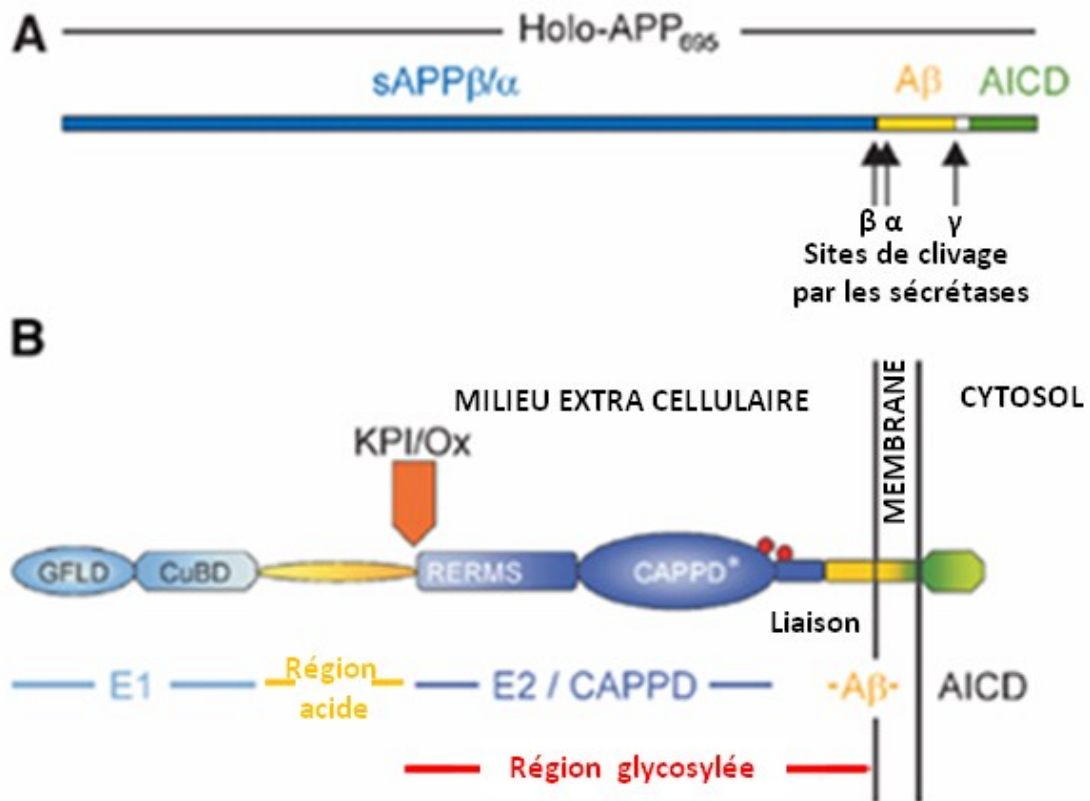 A
Holo-APP695
sAPPβ/α Aβ AICD
β α γ
Sites de clivage
par les sécrétases
B
MILIEU EXTRA CELLULAIRE
MEMBRANE
CYTOSOL
KPI/Ox
GFLD CuBD RERMS CAPPD*
Liaison
E1
Région
acide
E2 / CAPPD
-Aβ-
AICD
Région glycosylée